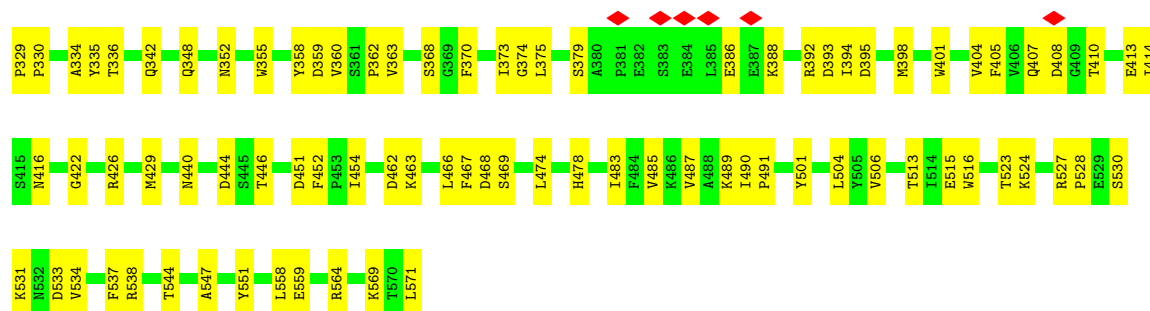 P329 P330 A334 Y335 T336 Q342 Q348 N352 W355 Y358 D359 V360 S361 P362 V363 S368 G369 F370 I373 G374 L375 S379 A380 P381 E382 S383 E384 L385 E386 E387 K388 R392 D393 I394 D395 M398 W401 V404 F405 V406 Q407 D408 G409 T410 E413 I414
S415 N416 G422 R426 M429 N440 D444 S445 T446 D451 F452 P453 I454 D462 K463 L466 F467 D468 S469 L474 H478 I483 F484 V485 K486 V487 A488 K489 I490 P491 Y501 L504 Y505 V506 T513 I514 E515 W516 T523 K524 R527 P528 E529 S530
K531 N532 D533 V534 F537 R538 T544 A547 Y551 L558 E559 R564 K569 T570 L571